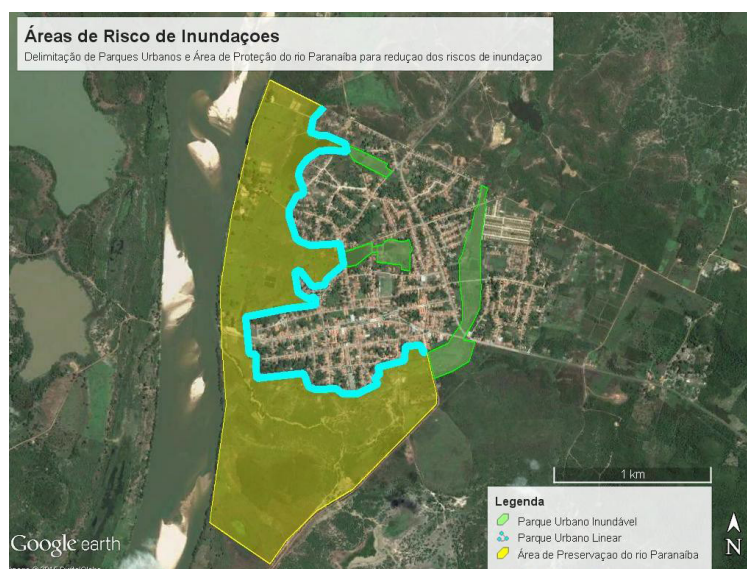 Áreas de Risco de Inundaçoes
Delimitação de Parques Urbanos e Área de Proteção do rio Paranaíba para reduçao dos riscos de inundaçao
1 km
Legenda
Parque Urbano Inundável
Parque Urbano Linear
Área de Preservaçao do rio Paranaíba
Google earth
N